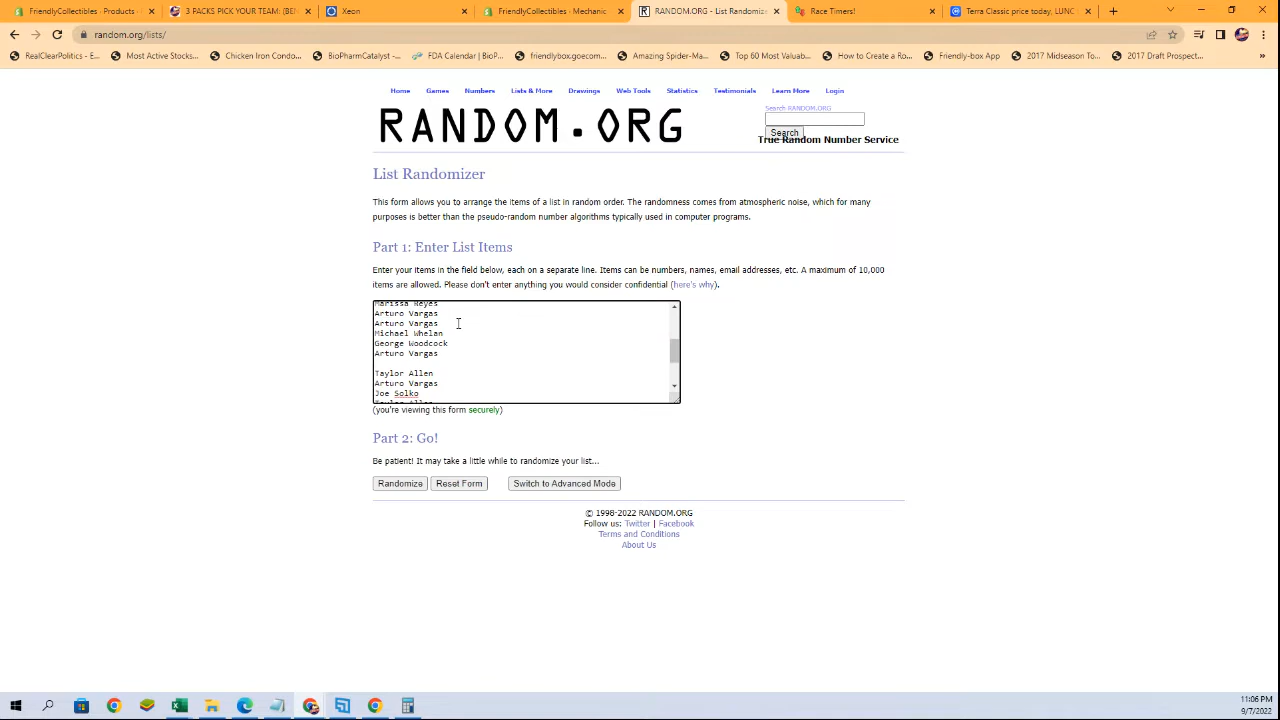 FriendlyCollectibles · Products ·
3 PACKS PICK YOUR TEAM: (BEN
Xeon
FriendlyCollectibles · Mechanic
RANDOM.ORG - List Randomizer
Race Timers!
Terra Classic price today, LUNC
random.org/lists/
RealClearPolitics - E...
Most Active Stocks...
Chicken Iron Condo...
BioPharmCatalyst -...
FDA Calendar | BioP...
friendlybox.goecom...
Amazing Spider-Ma...
Top 60 Most Valuab...
How to Create a Ro...
Friendly-box App
2017 Midseason To...
2017 Draft Prospect...
»
Home Games Numbers Lists & More Drawings Web Tools Statistics Testimonials Learn More Login
RANDOM.ORG
Search RANDOM.ORG
Search
True Random Number Service
List Randomizer
This form allows you to arrange the items of a list in random order. The randomness comes from atmospheric noise, which for many
purposes is better than the pseudo-random number algorithms typically used in computer programs.
Part 1: Enter List Items
Enter your items in the field below, each on a separate line. Items can be numbers, names, email addresses, etc. A maximum of 10,000
items are allowed. Please don't enter anything you would consider confidential (here's why).
Marissa Reyes
Arturo Vargas
Arturo Vargas
Michael Whelan
George Woodcock
Arturo Vargas
Taylor Allen
Arturo Vargas
Joe Solko
Taylor Allen
(you're viewing this form securely)
Part 2: Go!
Be patient! It may take a little while to randomize your list...
Randomize Reset Form Switch to Advanced Mode
© 1998-2022 RANDOM.ORG
Follow us: Twitter | Facebook
Terms and Conditions
About Us
11:06 PM
9/7/2022